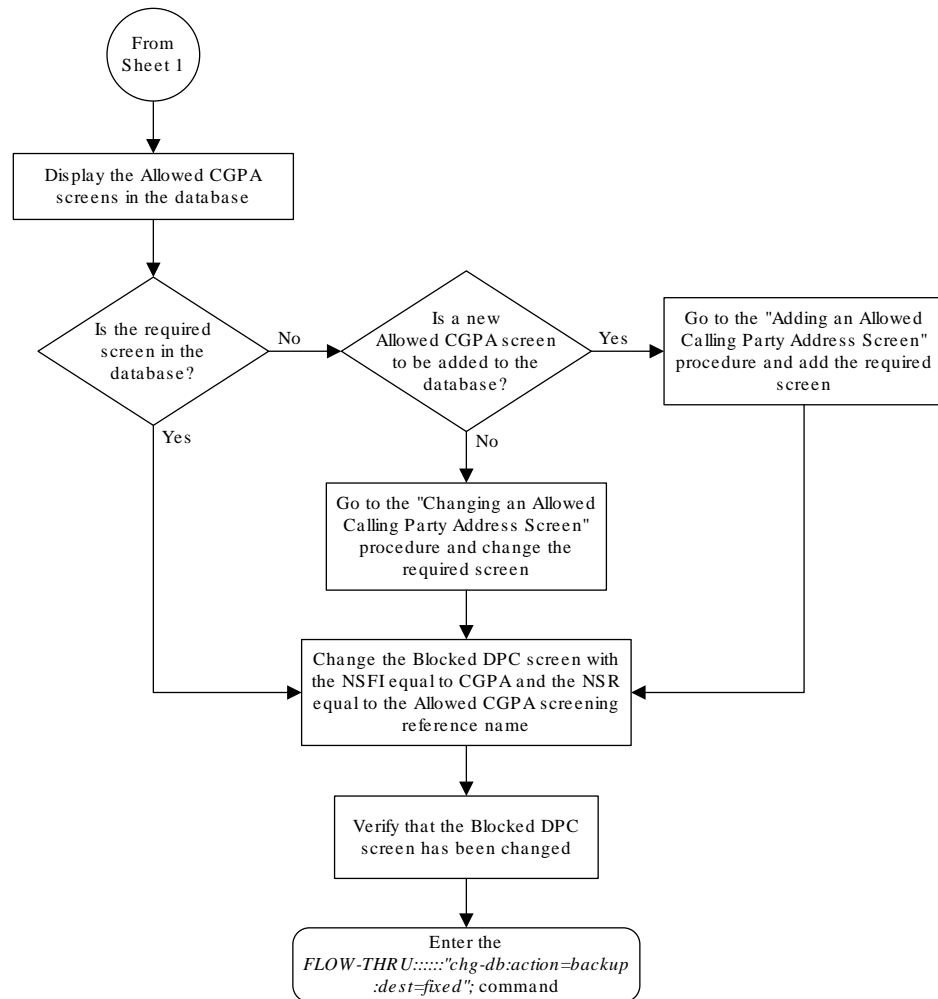 From
Sheet 1
Display the Allowed CGPA
screens in the database
Is the required
screen in the
database?
No
Is a new
Allowed CGPA screen
to be added to the
database?
Yes
Go to the "Adding an Allowed
Calling Party Address Screen"
procedure and add the required
screen
Yes
No
Go to the "Changing an Allowed
Calling Party Address Screen"
procedure and change the
required screen
Change the Blocked DPC screen with
the NSFI equal to CGPA and the NSR
equal to the Allowed CGPA screening
reference name
Verify that the Blocked DPC
screen has been changed
Enter the
FLOW-THRU::::::"chg-db:action=backup
:dest=fixed"; command